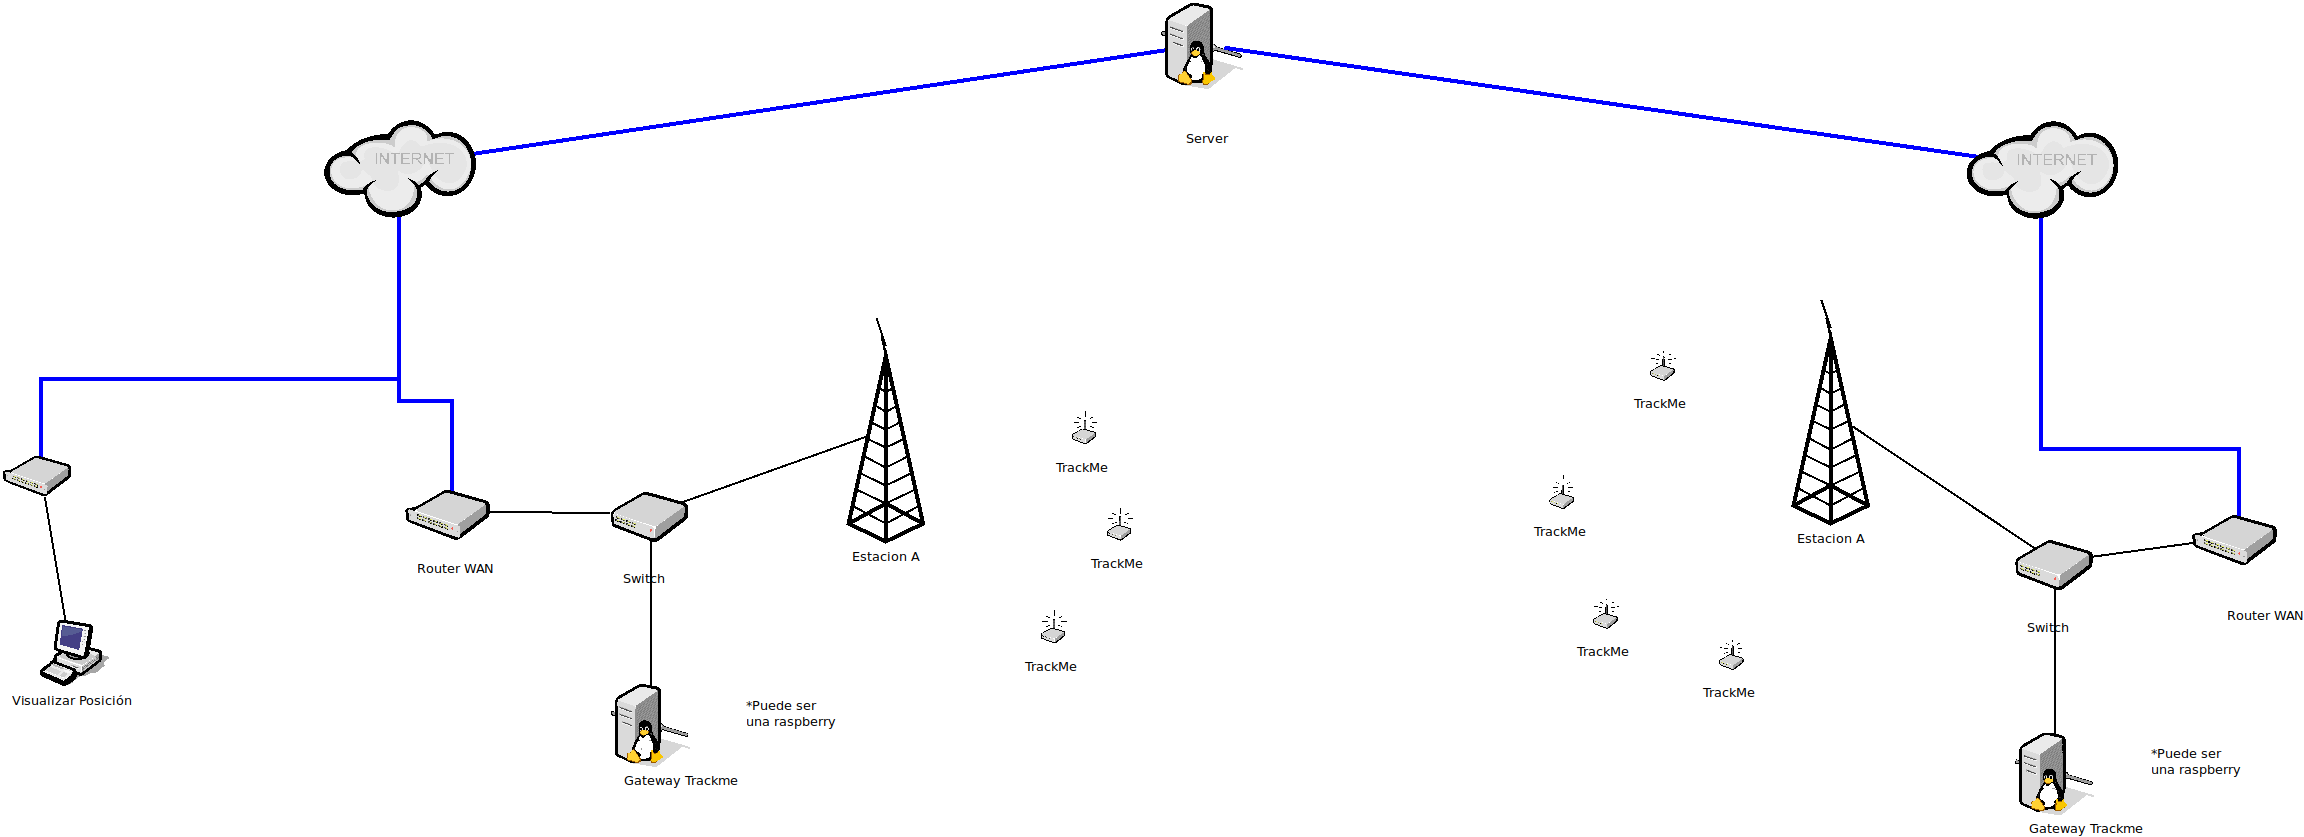 Server
INTERNET
INTERNET
TrackMe
TrackMe
TrackMe
Estacion A
Estacion A
TrackMe
TrackMe
Router WAN
Switch
Router WAN
Switch
TrackMe
TrackMe
TrackMe
Visualizar Posición
*Puede ser
una raspberry
*Puede ser
una raspberry
Gateway Trackme
Gateway Trackme